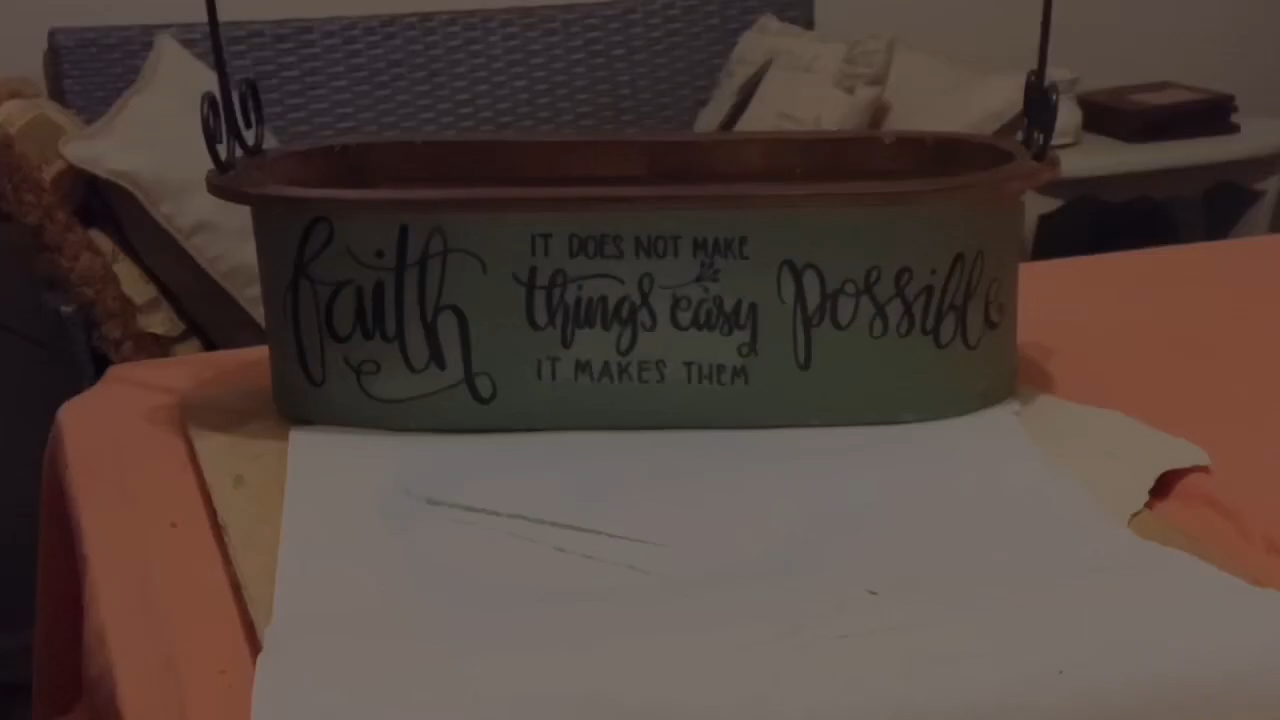 faith
IT DOES NOT MAKE
things easy
IT MAKES THEM
possible